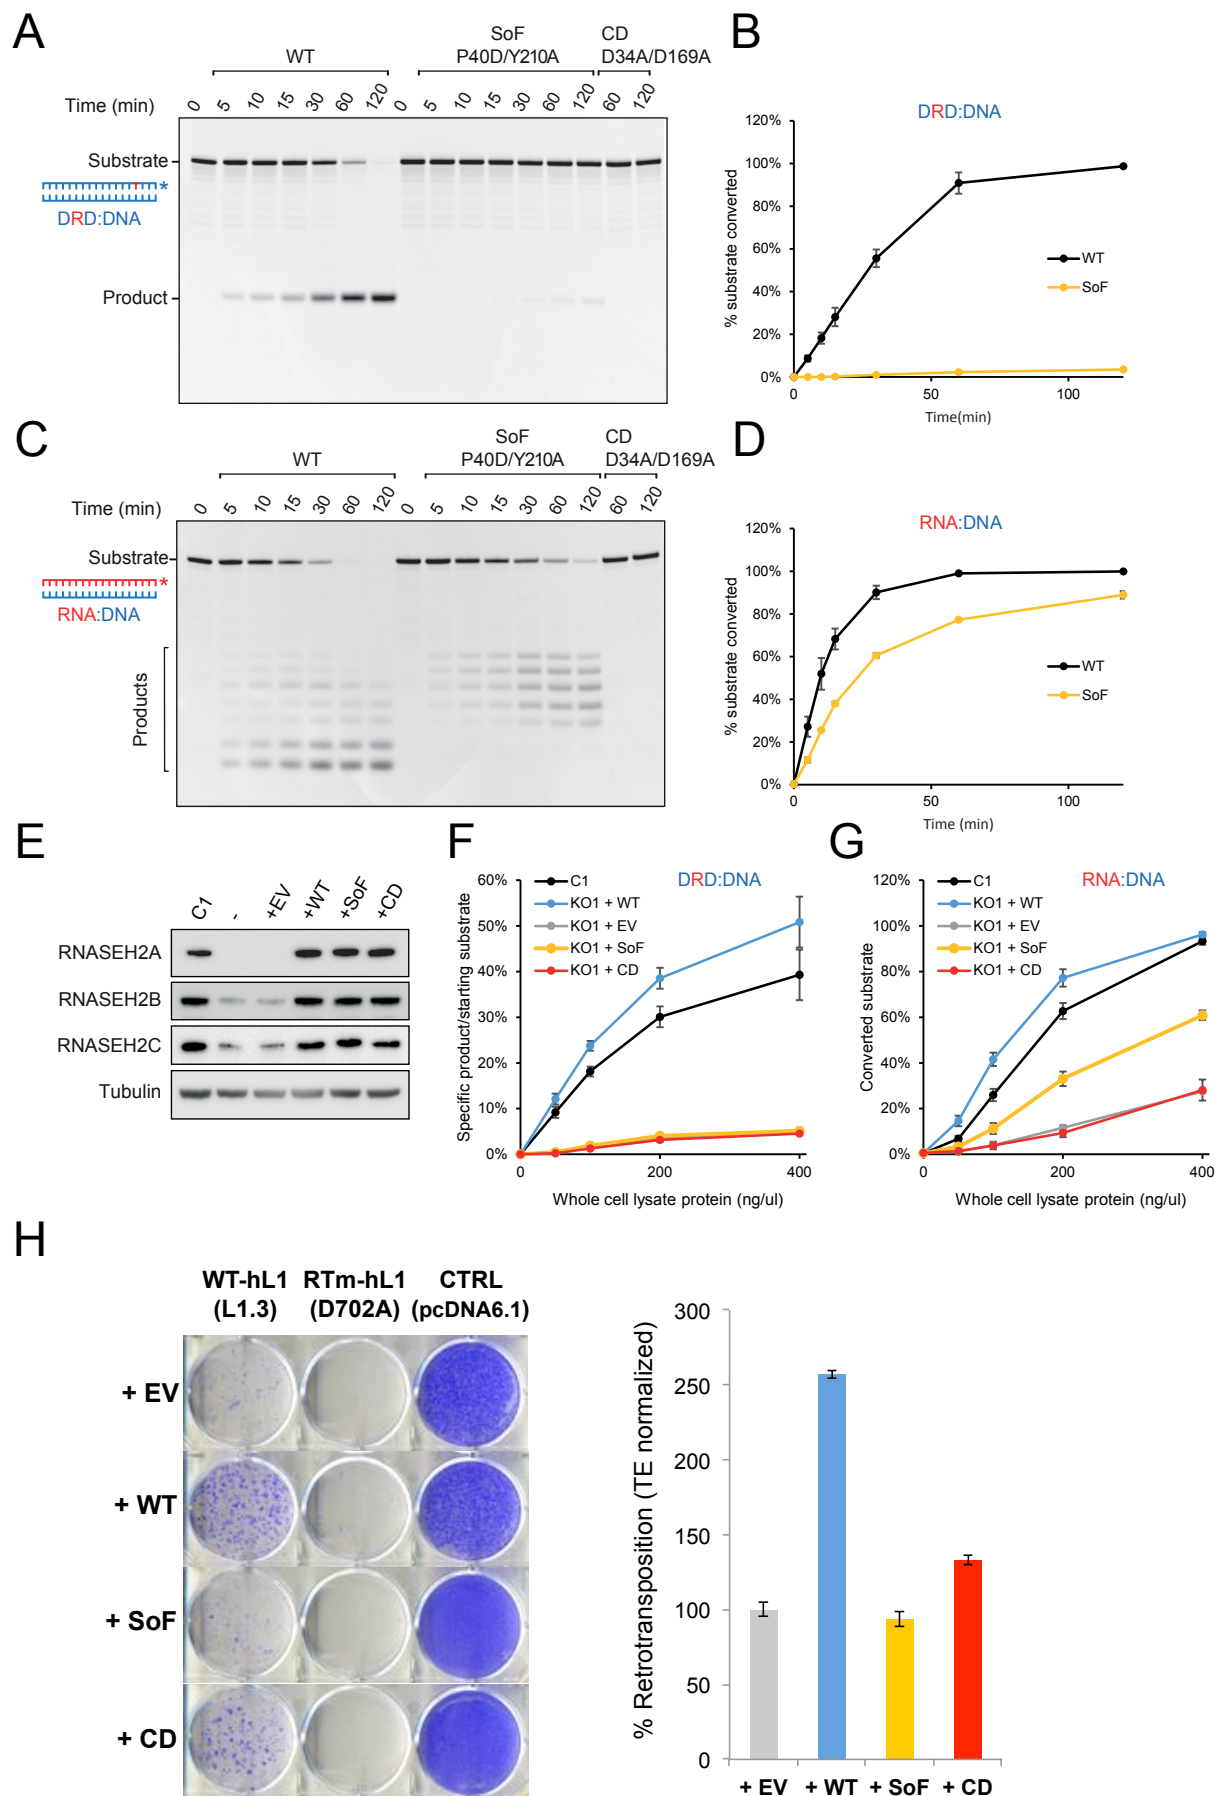 A
WT
SoF
P40D/Y210A
CD
D34A/D169A
Time (min)
0 5 10 15 30 60 120 0 5 10 15 30 60 120 60 120
Substrate
*
DRD:DNA
Product
B
DRD:DNA
120%
100%
80%
60%
40%
20%
0%
% substrate converted
WT
SoF
0 50 100
Time(min)
C
WT
SoF
P40D/Y210A
CD
D34A/D169A
Time (min)
0 5 10 15 30 60 120 0 5 10 15 30 60 120 60 120
Substrate
*
RNA:DNA
Products
D
RNA:DNA
120%
100%
80%
60%
40%
20%
0%
% substrate converted
WT
SoF
0 50 100
Time (min)
E
C1 - +EV +WT +SoF +CD
RNASEH2A
RNASEH2B
RNASEH2C
Tubulin
F
DRD:DNA
C1
KO1 + WT
KO1 + EV
KO1 + SoF
KO1 + CD
60%
50%
40%
30%
20%
10%
0%
Specific product/starting substrate
0 200 400
Whole cell lysate protein (ng/ul)
G
RNA:DNA
C1
KO1 + WT
KO1 + EV
KO1 + SoF
KO1 + CD
120%
100%
80%
60%
40%
20%
0%
Converted substrate
0 200 400
Whole cell lysate protein (ng/ul)
H
WT-hL1 RTm-hL1 CTRL
(L1.3) (D702A) (pcDNA6.1)
+ EV
+ WT
+ SoF
+ CD
% Retrotransposition (TE normalized)
300
250
200
150
100
50
0
+ EV + WT + SoF + CD